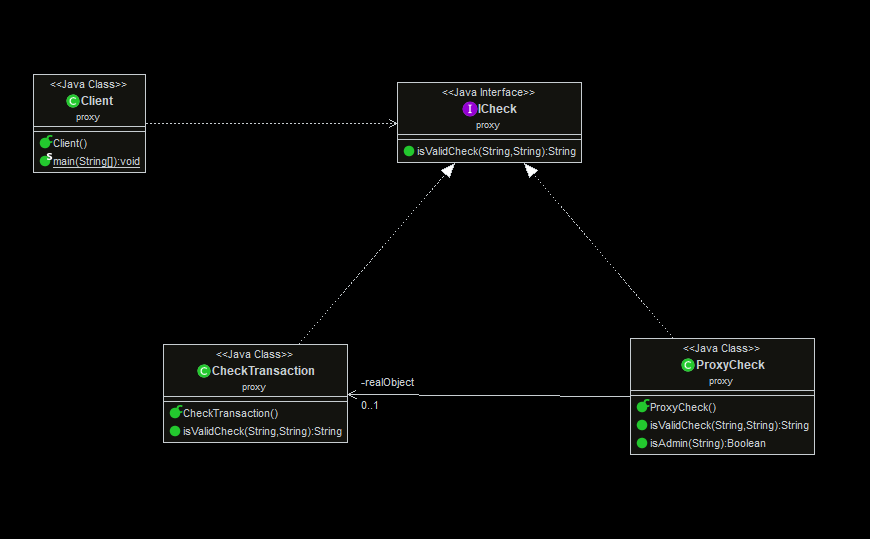 <<Java Class>>
Client
proxy
Client()
main(String[]):void
<<Java Interface>>
ICheck
proxy
isValidCheck(String,String):String
<<Java Class>>
CheckTransaction
proxy
CheckTransaction()
isValidCheck(String,String):String
-realObject
0..1
<<Java Class>>
ProxyCheck
proxy
ProxyCheck()
isValidCheck(String,String):String
isAdmin(String):Boolean